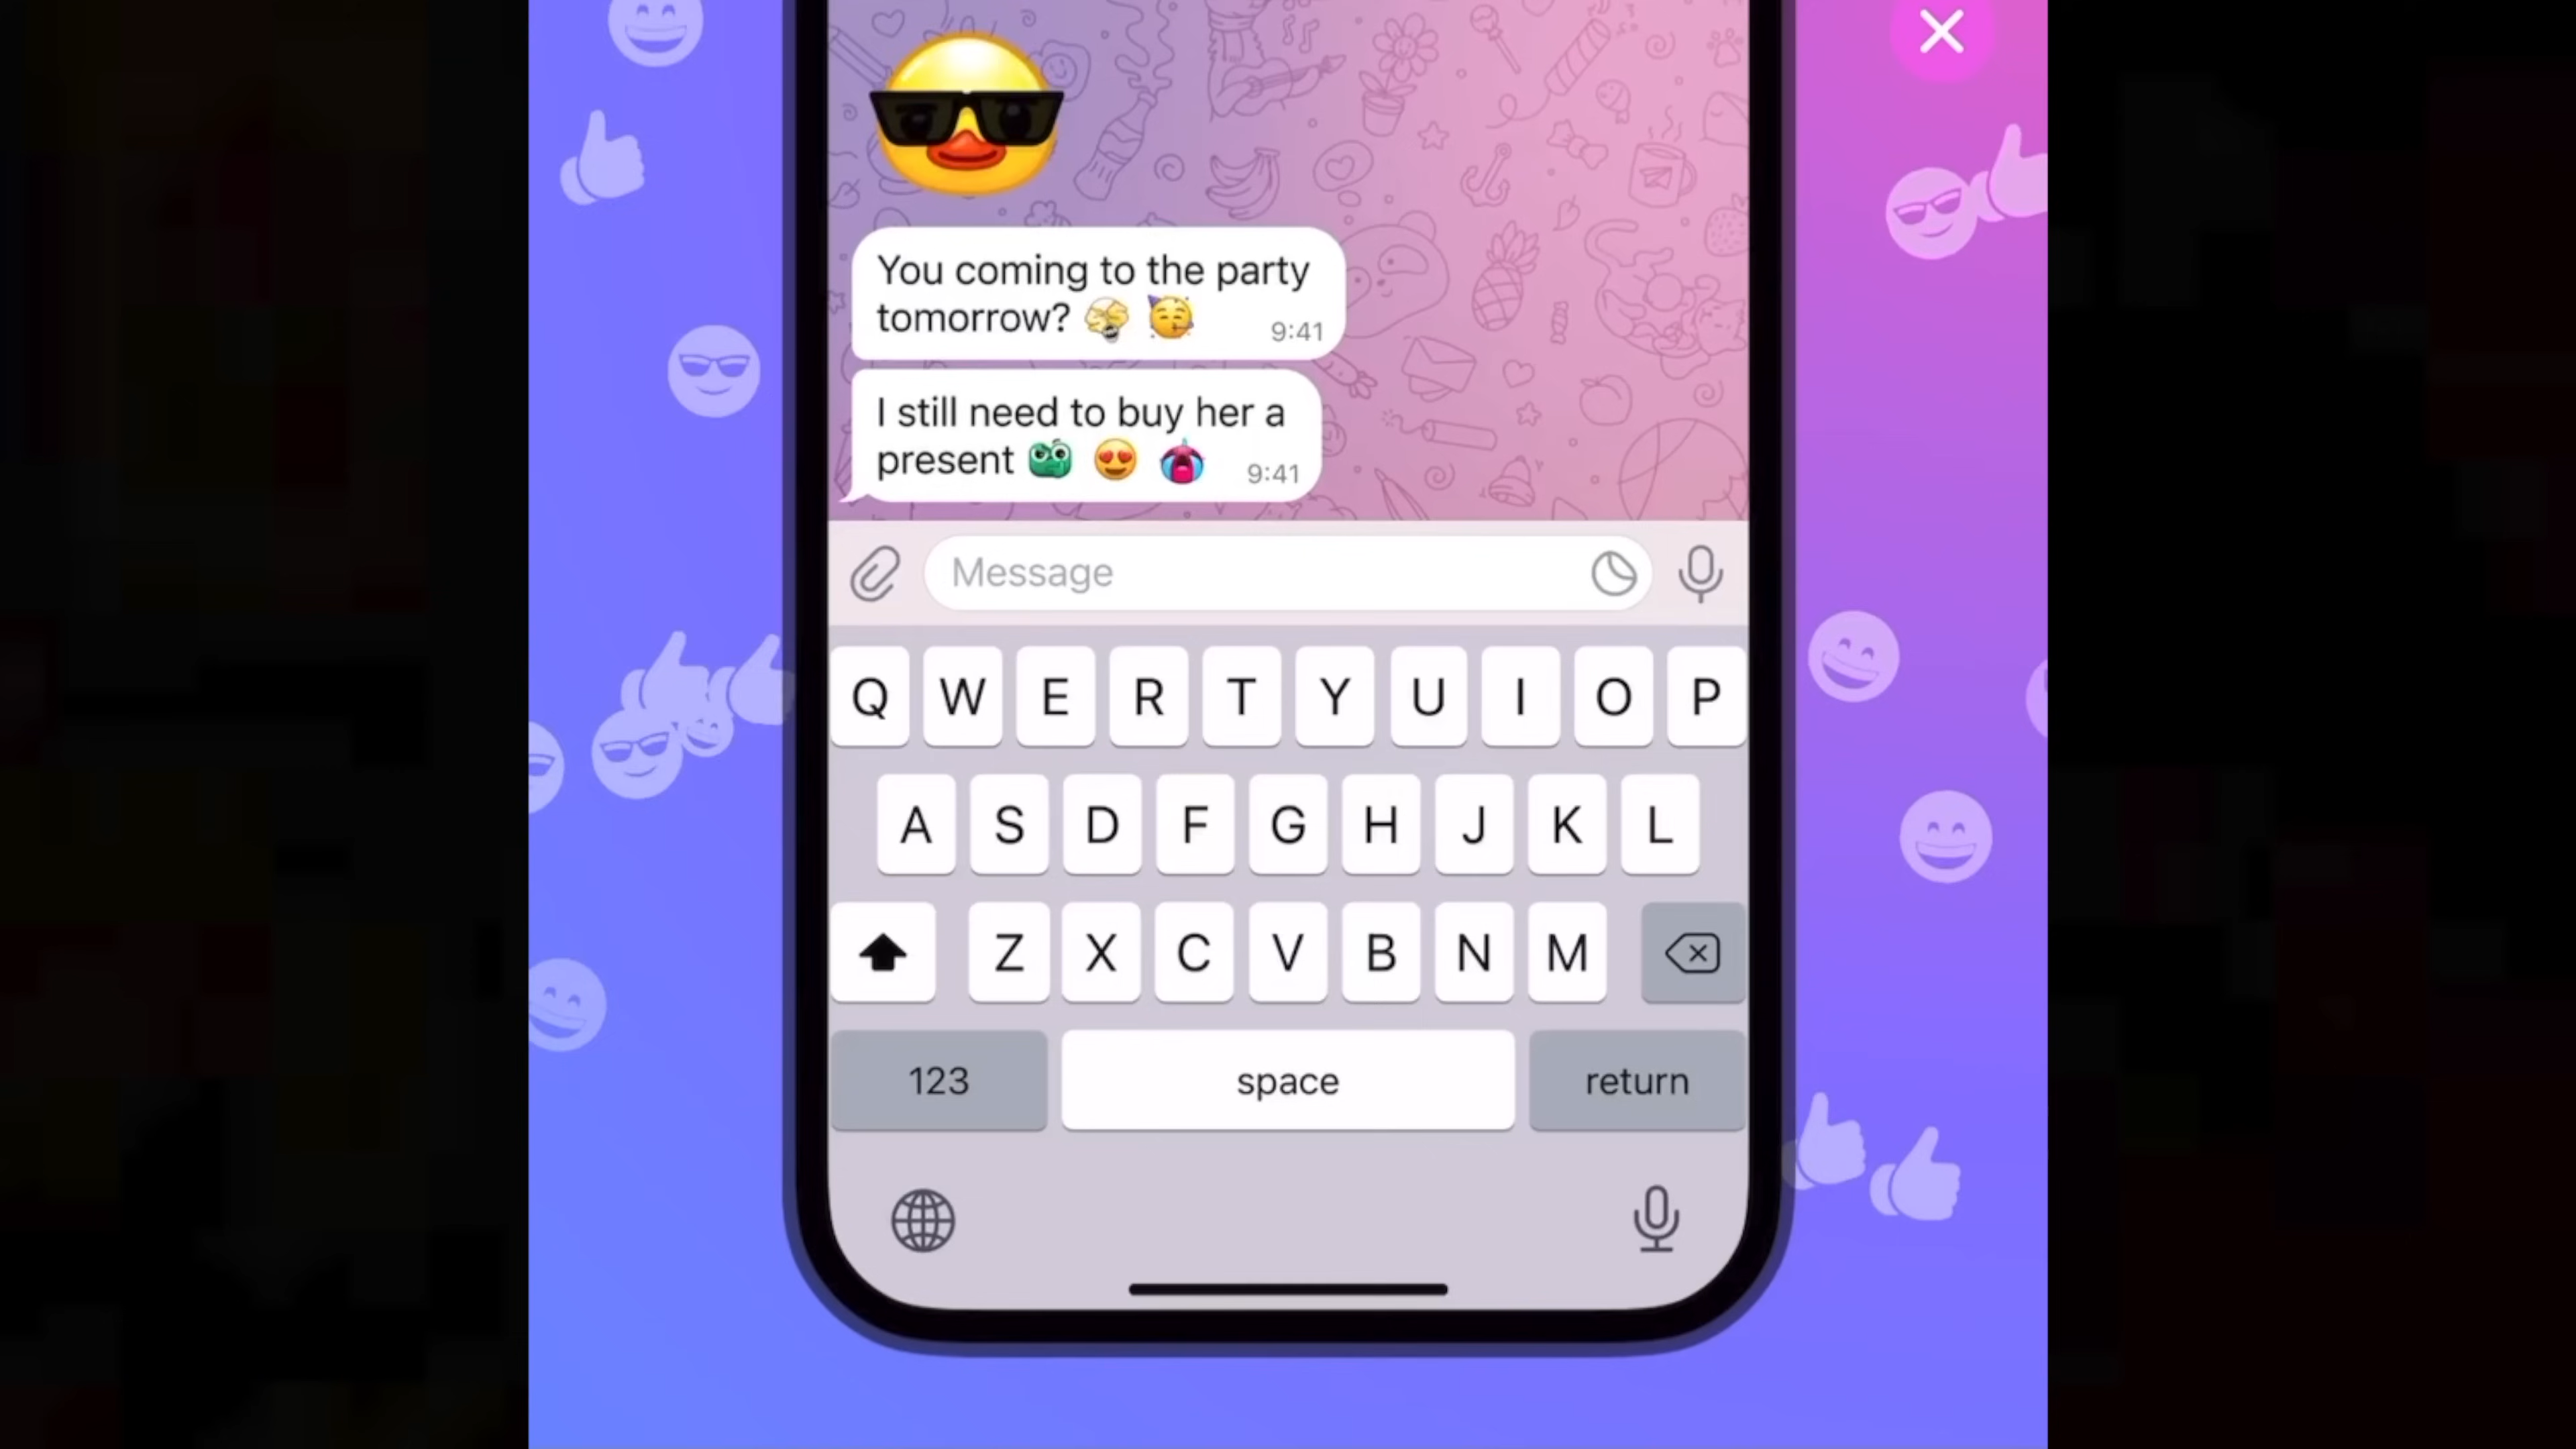 You coming to the party
tomorrow? 🥳 9:41
I still need to buy her a
present 😍 9:41
Message
Q W E R T Y U I O P
A S D F G H J K L
Z X C V B N M
123 space return